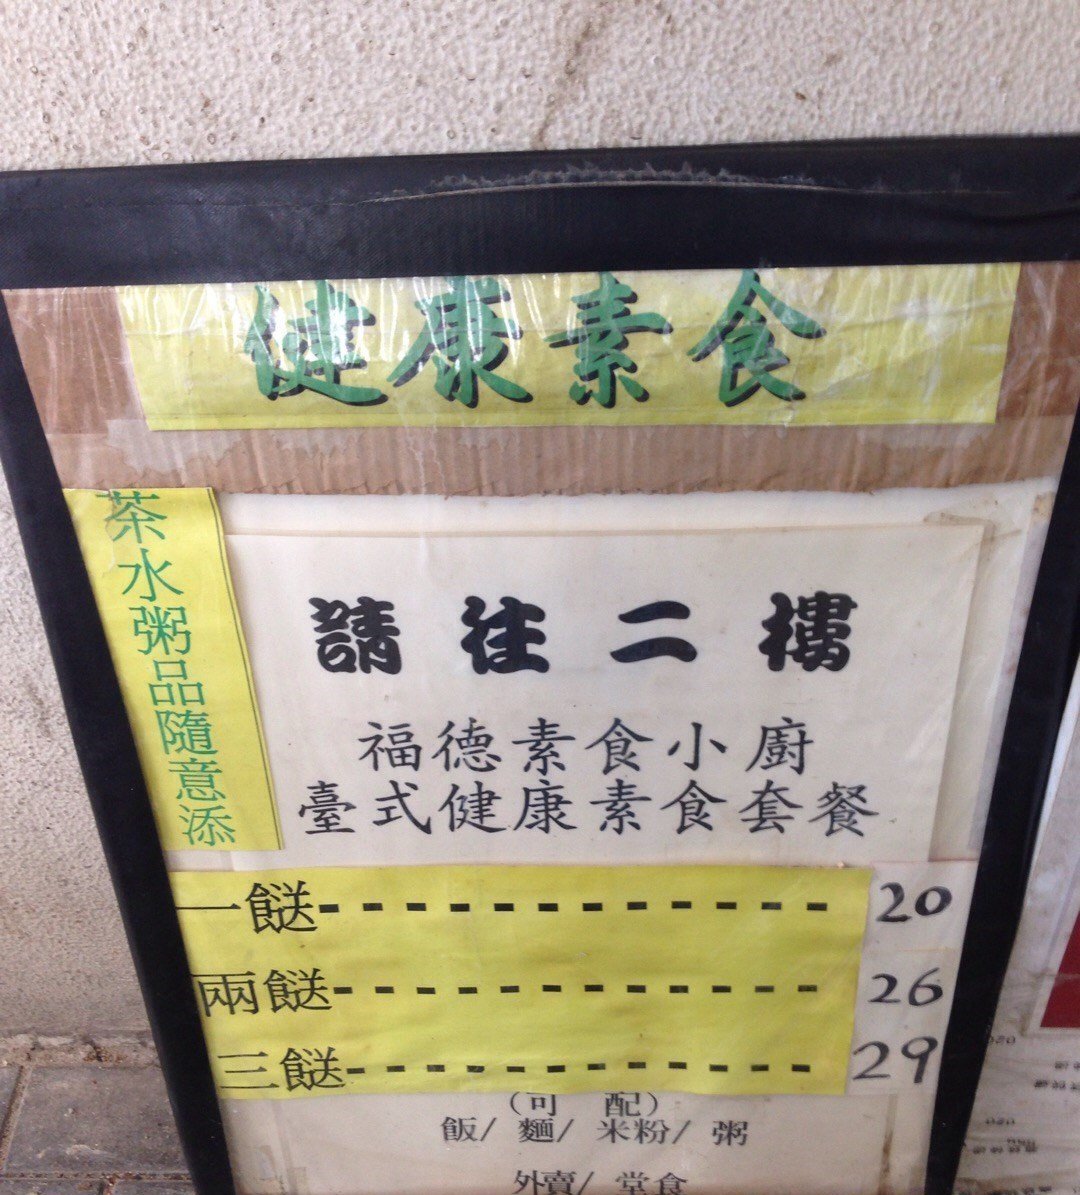 健康素食
茶水粥品隨意添
請往二樓
福德素食小廚
臺式健康素食套餐
一餸------------20
兩餸------------26
三餸------------29
(可 配)
飯/ 麵/ 米粉/ 粥
外賣/ 堂食